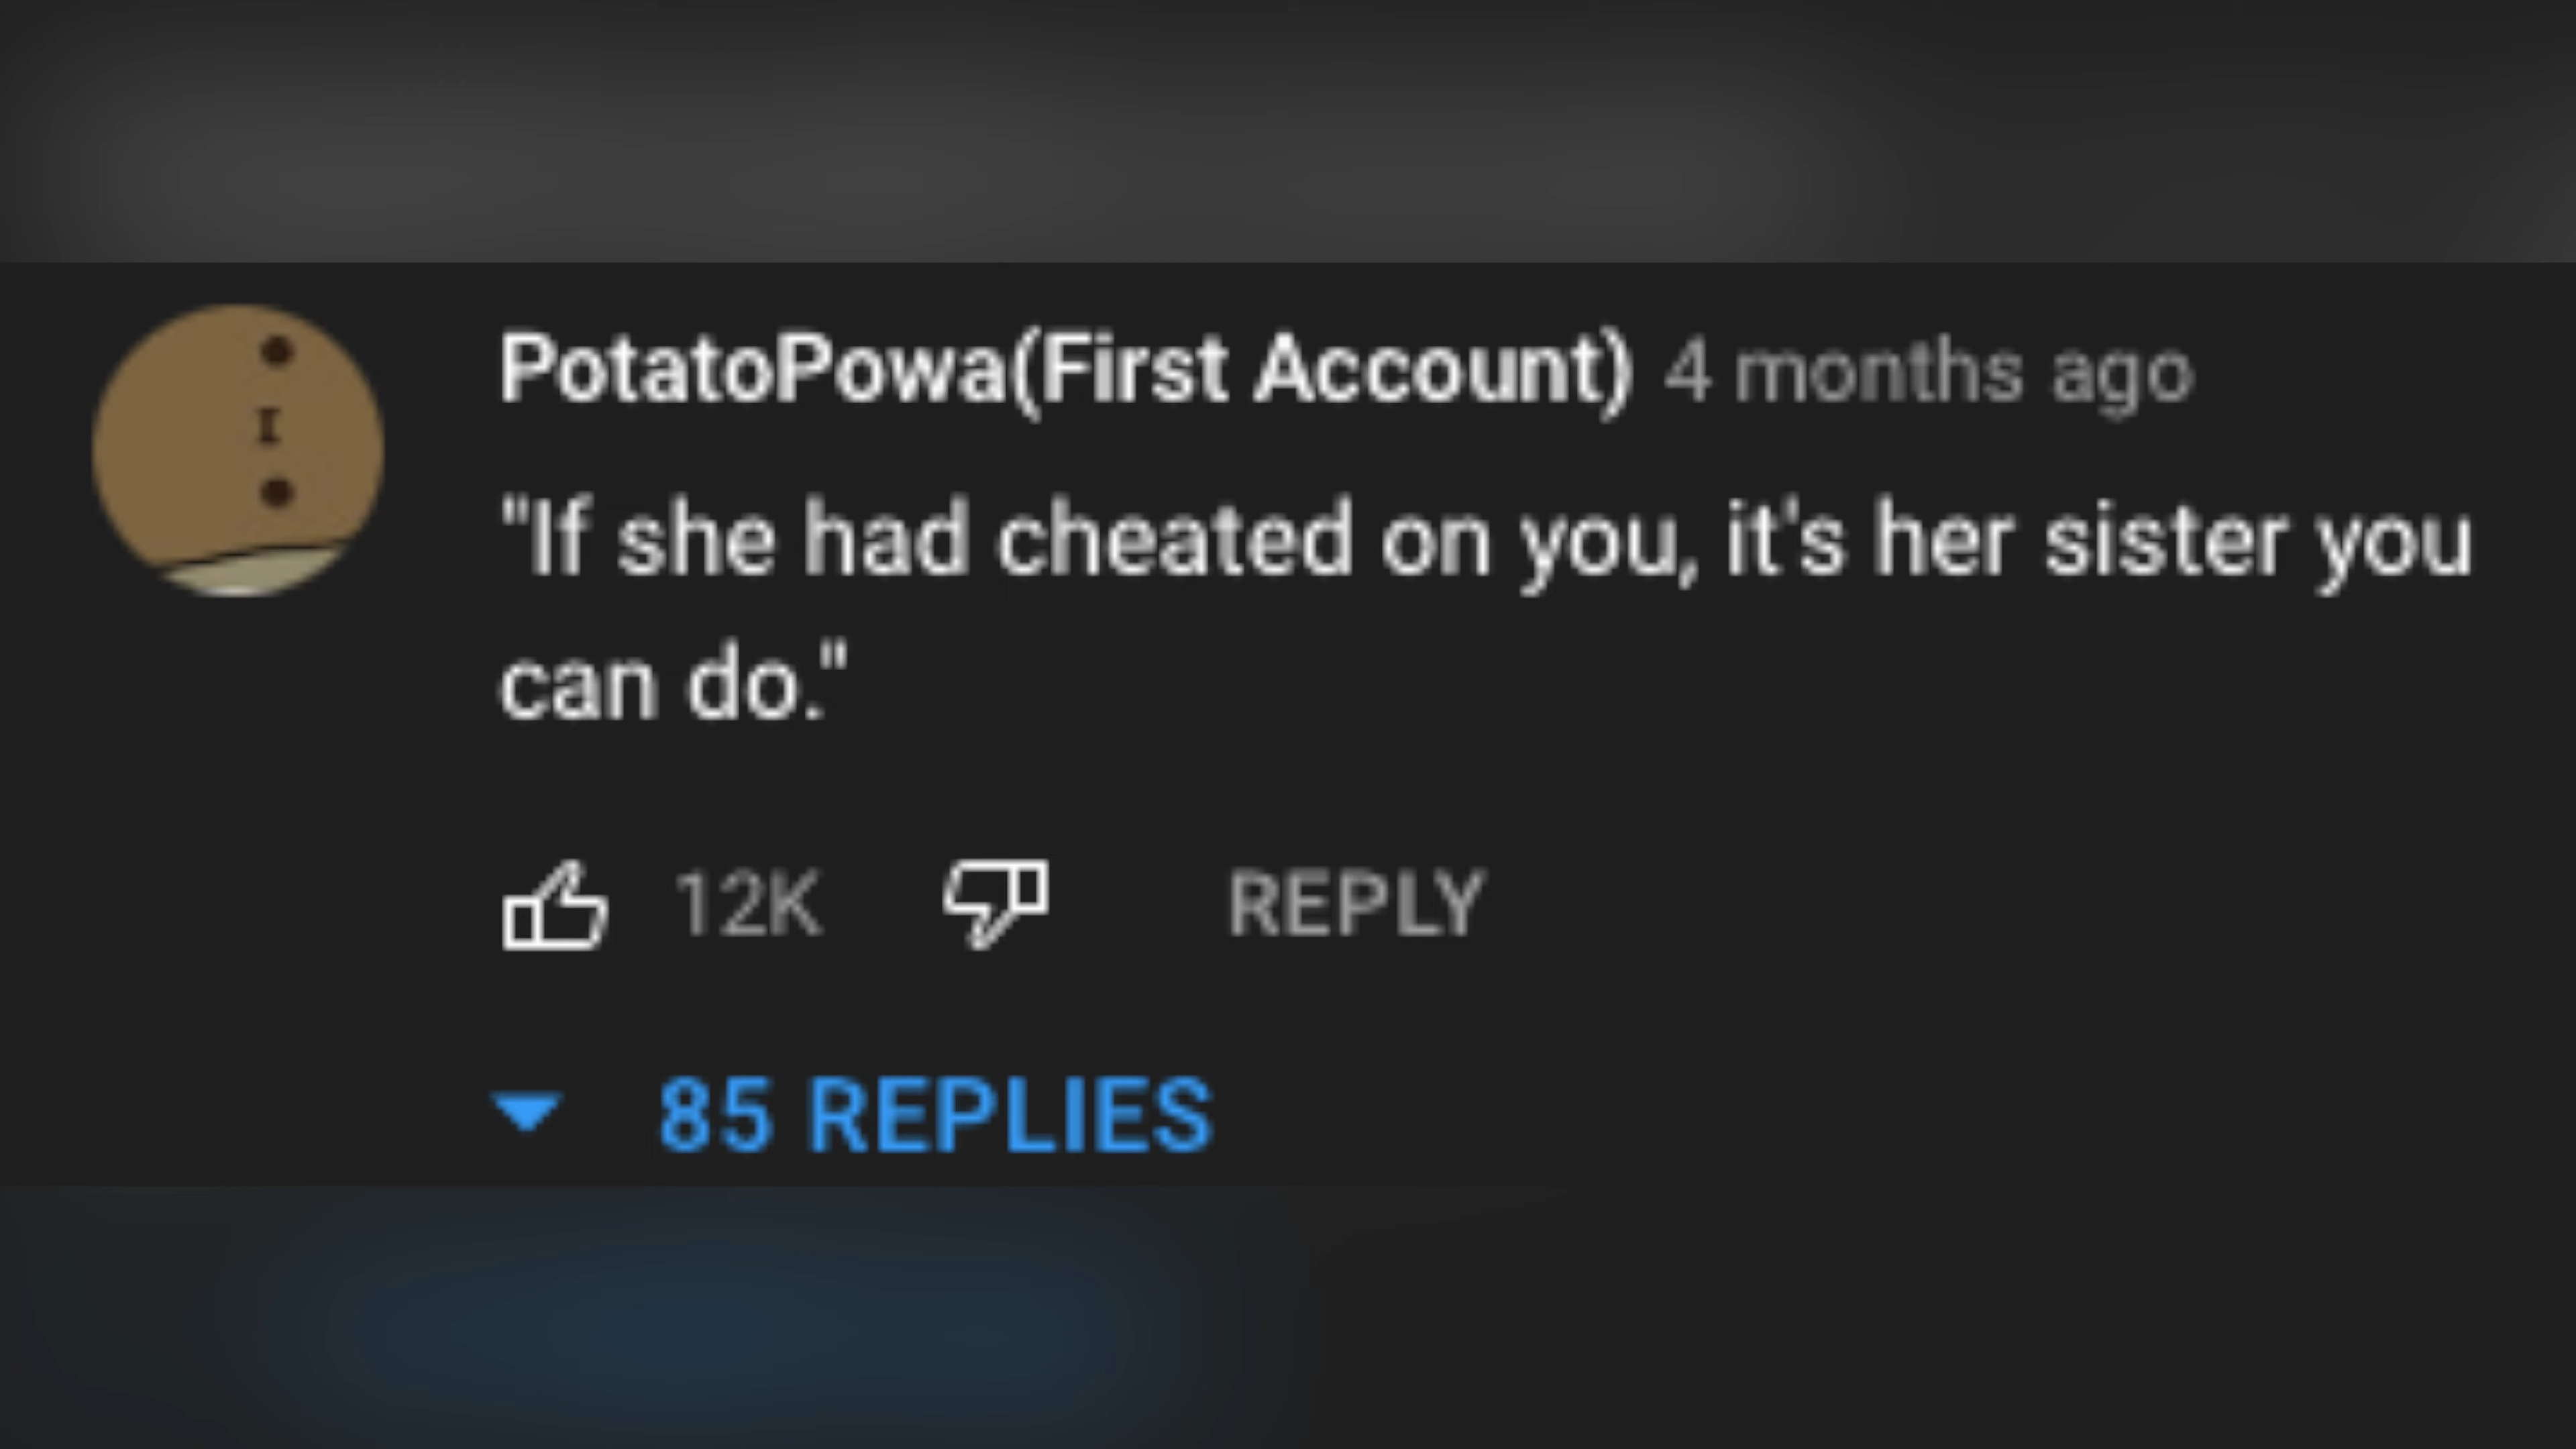 PotatoPowa(First Account) 4 months ago
"If she had cheated on you, it's her sister you
can do."
12K REPLY
85 REPLIES